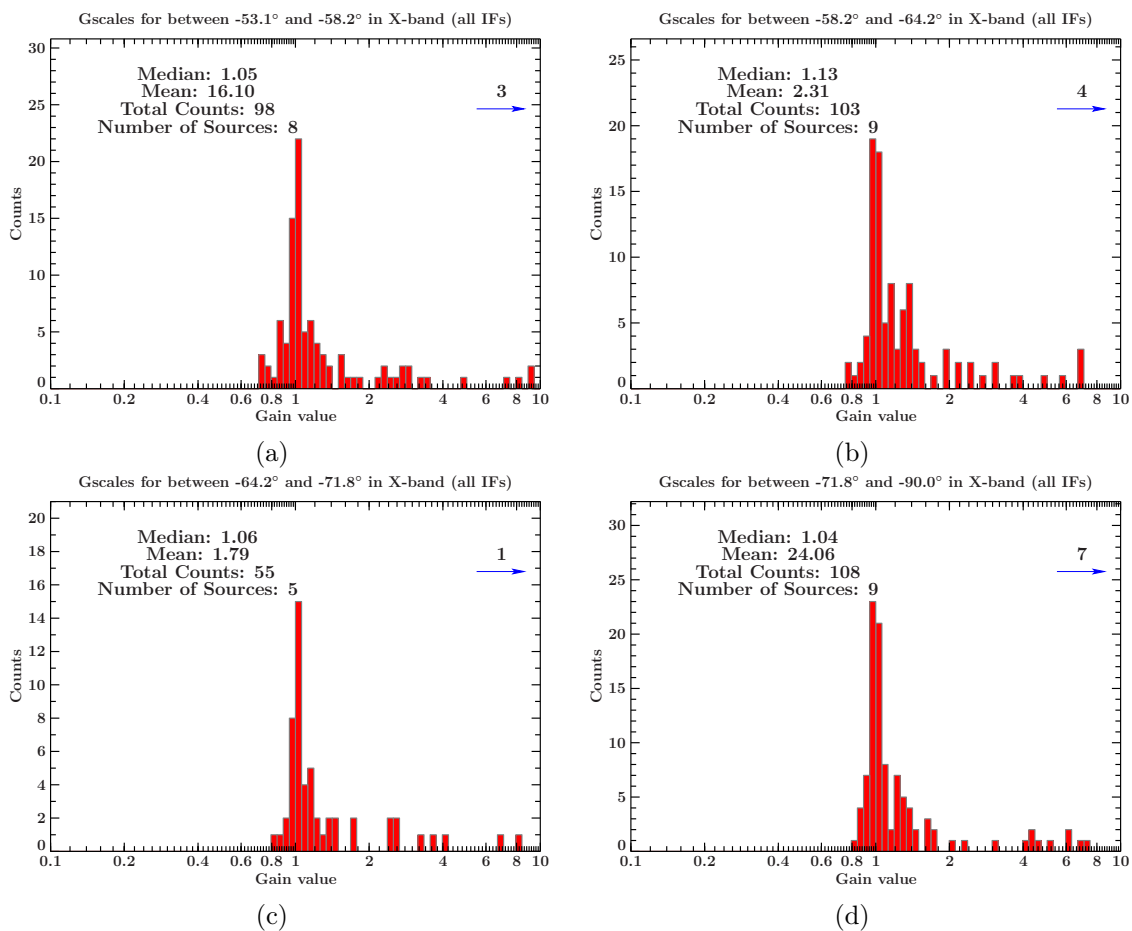 Gscales for between -53.1° and -58.2° in X-band (all IFs)
30
25
20
15
10
5
0
Counts
Median: 1.05
Mean: 16.10
Total Counts: 98
Number of Sources: 8
3
0.1 0.2 0.4 0.6 0.8 1 2 4 6 8 10
Gain value
(a)
Gscales for between -58.2° and -64.2° in X-band (all IFs)
25
20
15
10
5
0
Counts
Median: 1.13
Mean: 2.31
Total Counts: 103
Number of Sources: 9
4
0.1 0.2 0.4 0.6 0.8 1 2 4 6 8 10
Gain value
(b)
Gscales for between -64.2° and -71.8° in X-band (all IFs)
20
18
16
14
12
10
8
6
4
2
0
Counts
Median: 1.06
Mean: 1.79
Total Counts: 55
Number of Sources: 5
1
0.1 0.2 0.4 0.6 0.8 1 2 4 6 8 10
Gain value
(c)
Gscales for between -71.8° and -90.0° in X-band (all IFs)
30
25
20
15
10
5
0
Counts
Median: 1.04
Mean: 24.06
Total Counts: 108
Number of Sources: 9
7
0.1 0.2 0.4 0.6 0.8 1 2 4 6 8 10
Gain value
(d)